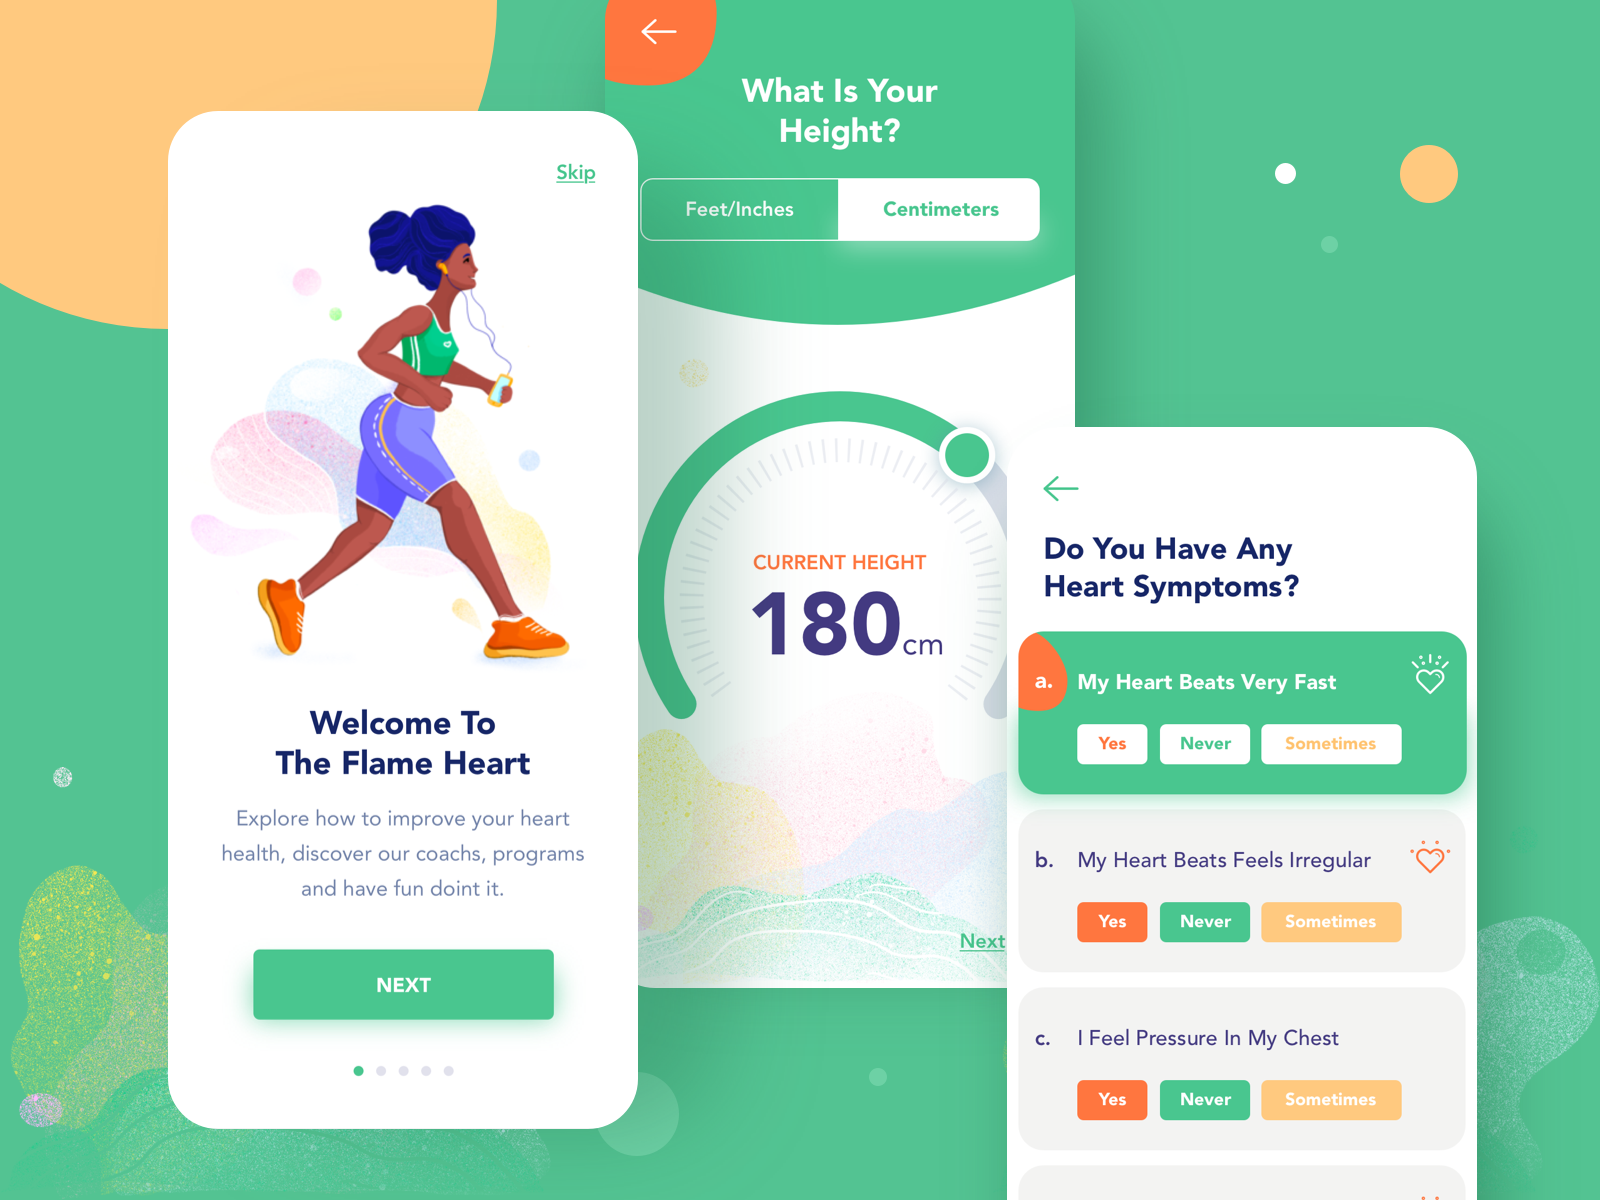 Skip
Welcome To
The Flame Heart
Explore how to improve your heart
health, discover our coachs, programs
and have fun doint it.
NEXT
What Is Your
Height?
Feet/Inches
Centimeters
CURRENT HEIGHT
180cm
Next
Do You Have Any
Heart Symptoms?
a. My Heart Beats Very Fast
Yes Never Sometimes
b. My Heart Beats Feels Irregular
Yes Never Sometimes
c. I Feel Pressure In My Chest
Yes Never Sometimes